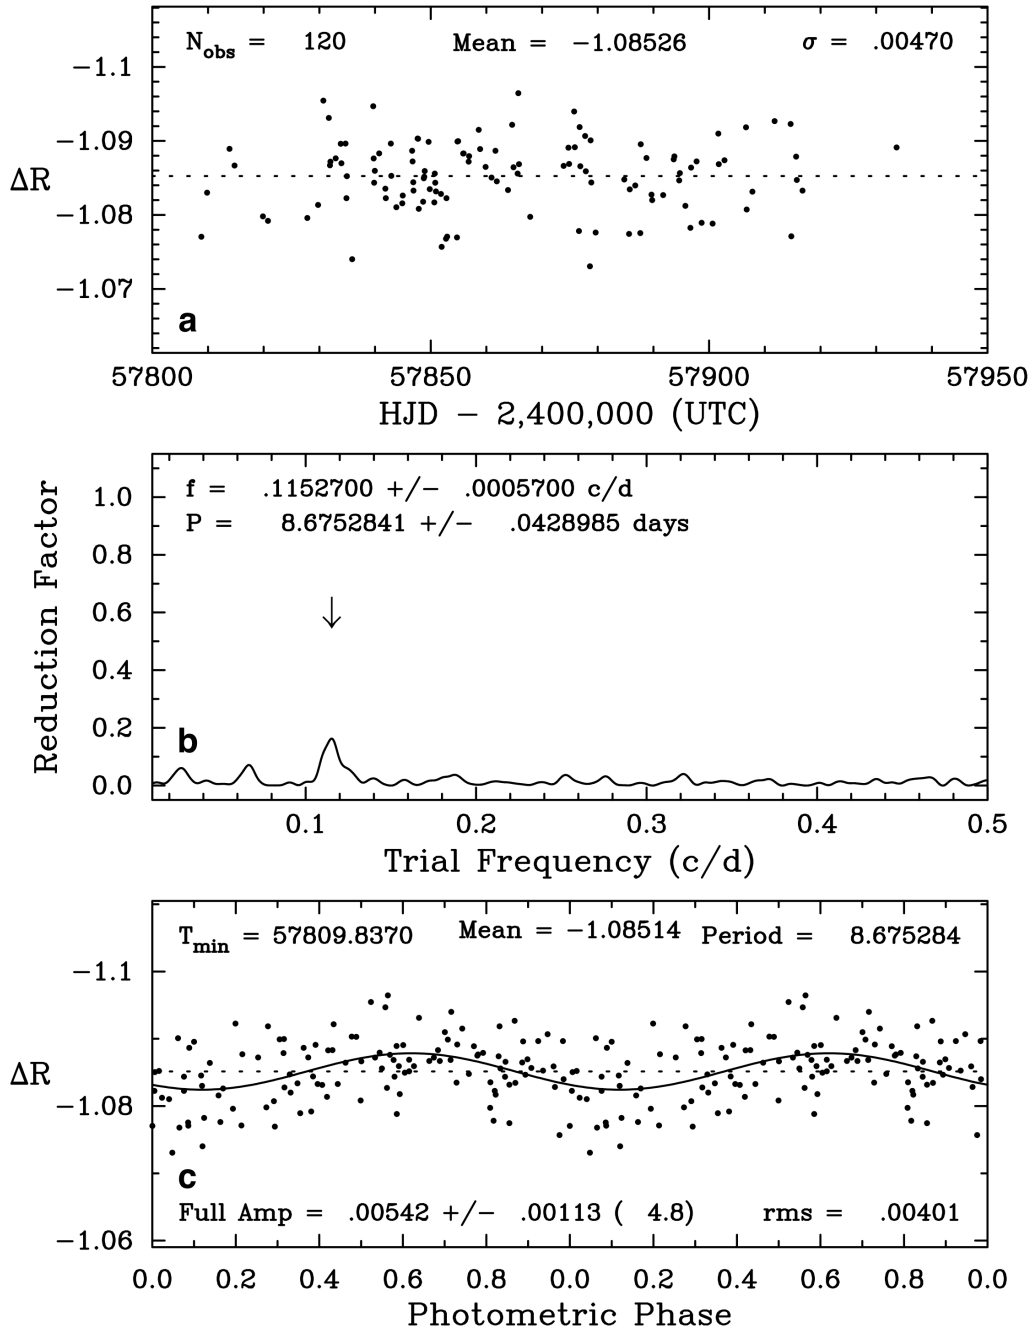 N_obs = 120 Mean = −1.08526 σ = .00470
−1.1
−1.09
ΔR
−1.08
−1.07
a
57800 57850 57900 57950
HJD − 2,400,000 (UTC)
f = .1152700 +/− .0005700 c/d
P = 8.6752841 +/− .0428985 days
1.0
0.8
0.6
0.4
0.2
0.0
Reduction Factor
b
0.1 0.2 0.3 0.4 0.5
Trial Frequency (c/d)
T_min = 57809.8370 Mean = −1.08514 Period = 8.675284
−1.1
ΔR
−1.08
−1.06
c
Full Amp = .00542 +/− .00113 ( 4.8) rms = .00401
0.0 0.2 0.4 0.6 0.8 0.0 0.2 0.4 0.6 0.8 0.0
Photometric Phase